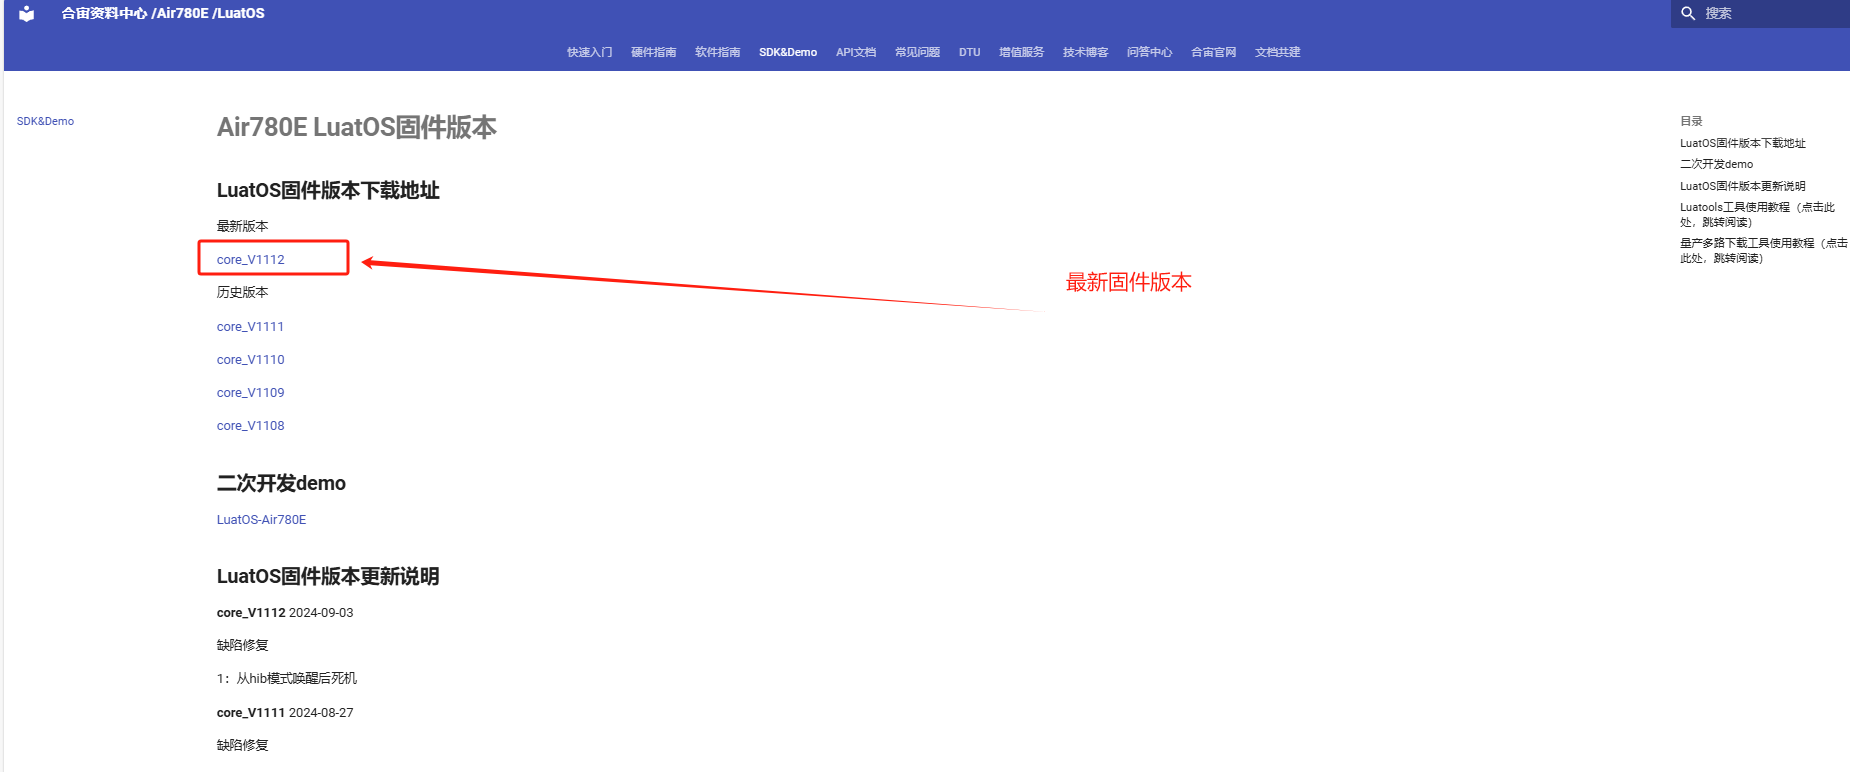 合宙资料中心 /Air780E /LuatOS
搜索
快速入门 硬件指南 软件指南 SDK&Demo API文档 常见问题 DTU 增值服务 技术博客 问答中心 合宙官网 文档共建
SDK&Demo
Air780E LuatOS固件版本
LuatOS固件版本下载地址
最新版本
core_V1112
最新固件版本
历史版本
core_V1111
core_V1110
core_V1109
core_V1108
二次开发demo
LuatOS-Air780E
LuatOS固件版本更新说明
core_V1112 2024-09-03
缺陷修复
1：从hib模式唤醒后死机
core_V1111 2024-08-27
缺陷修复
目录
LuatOS固件版本下载地址
二次开发demo
LuatOS固件版本更新说明
Luatools工具使用教程（点击此
处，跳转阅读）
量产多路下载工具使用教程（点击
此处，跳转阅读）